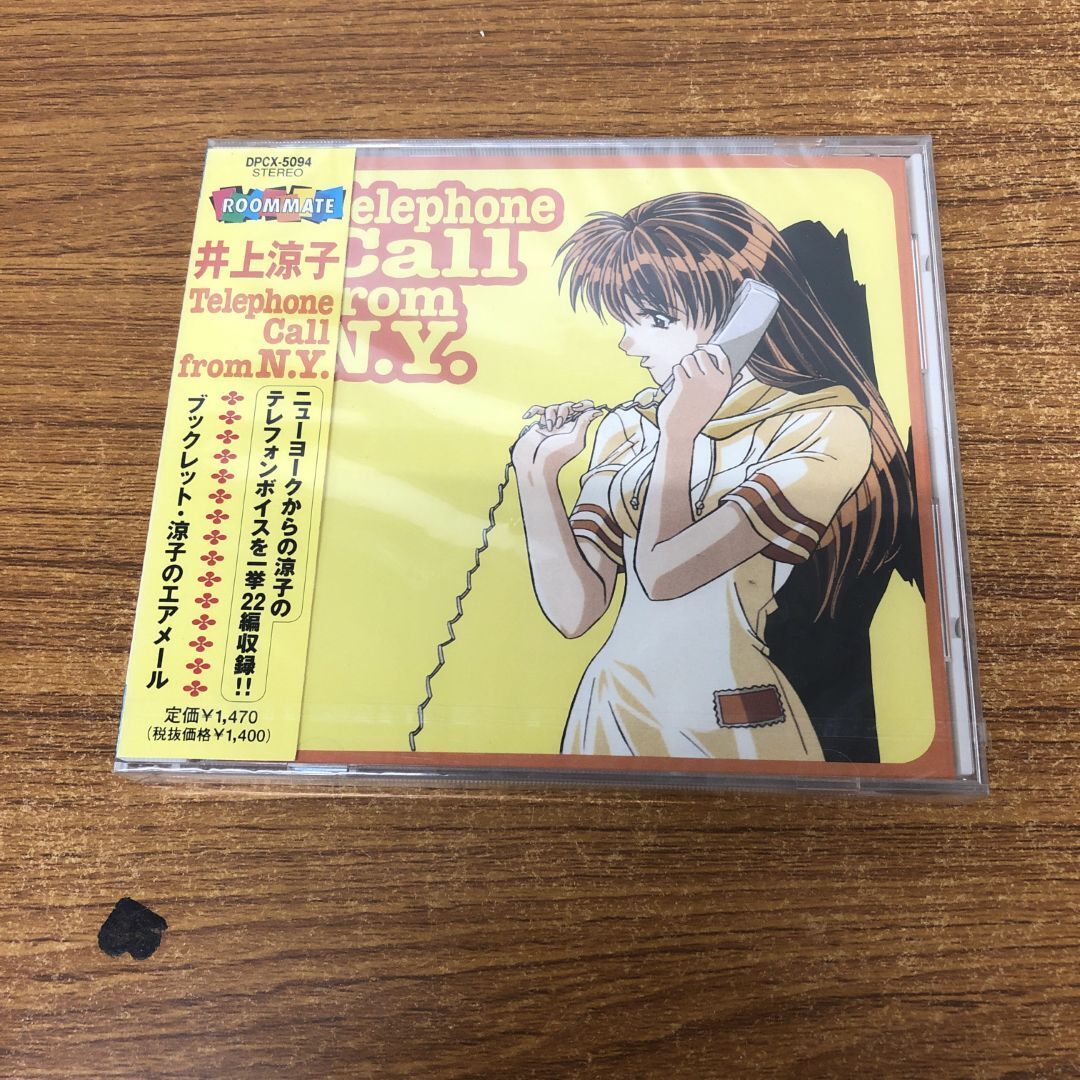 DPCX-5094
STEREO
ROOMMATE
井上涼子
Telephone
Call
from N.Y.
ニューヨークからの涼子の
テレフォンボイスを一挙22編収録!!
ブックレット・涼子のエアメール
定価¥1,470
(税抜価格¥1,400)
Telephone
Call
from
N.Y.